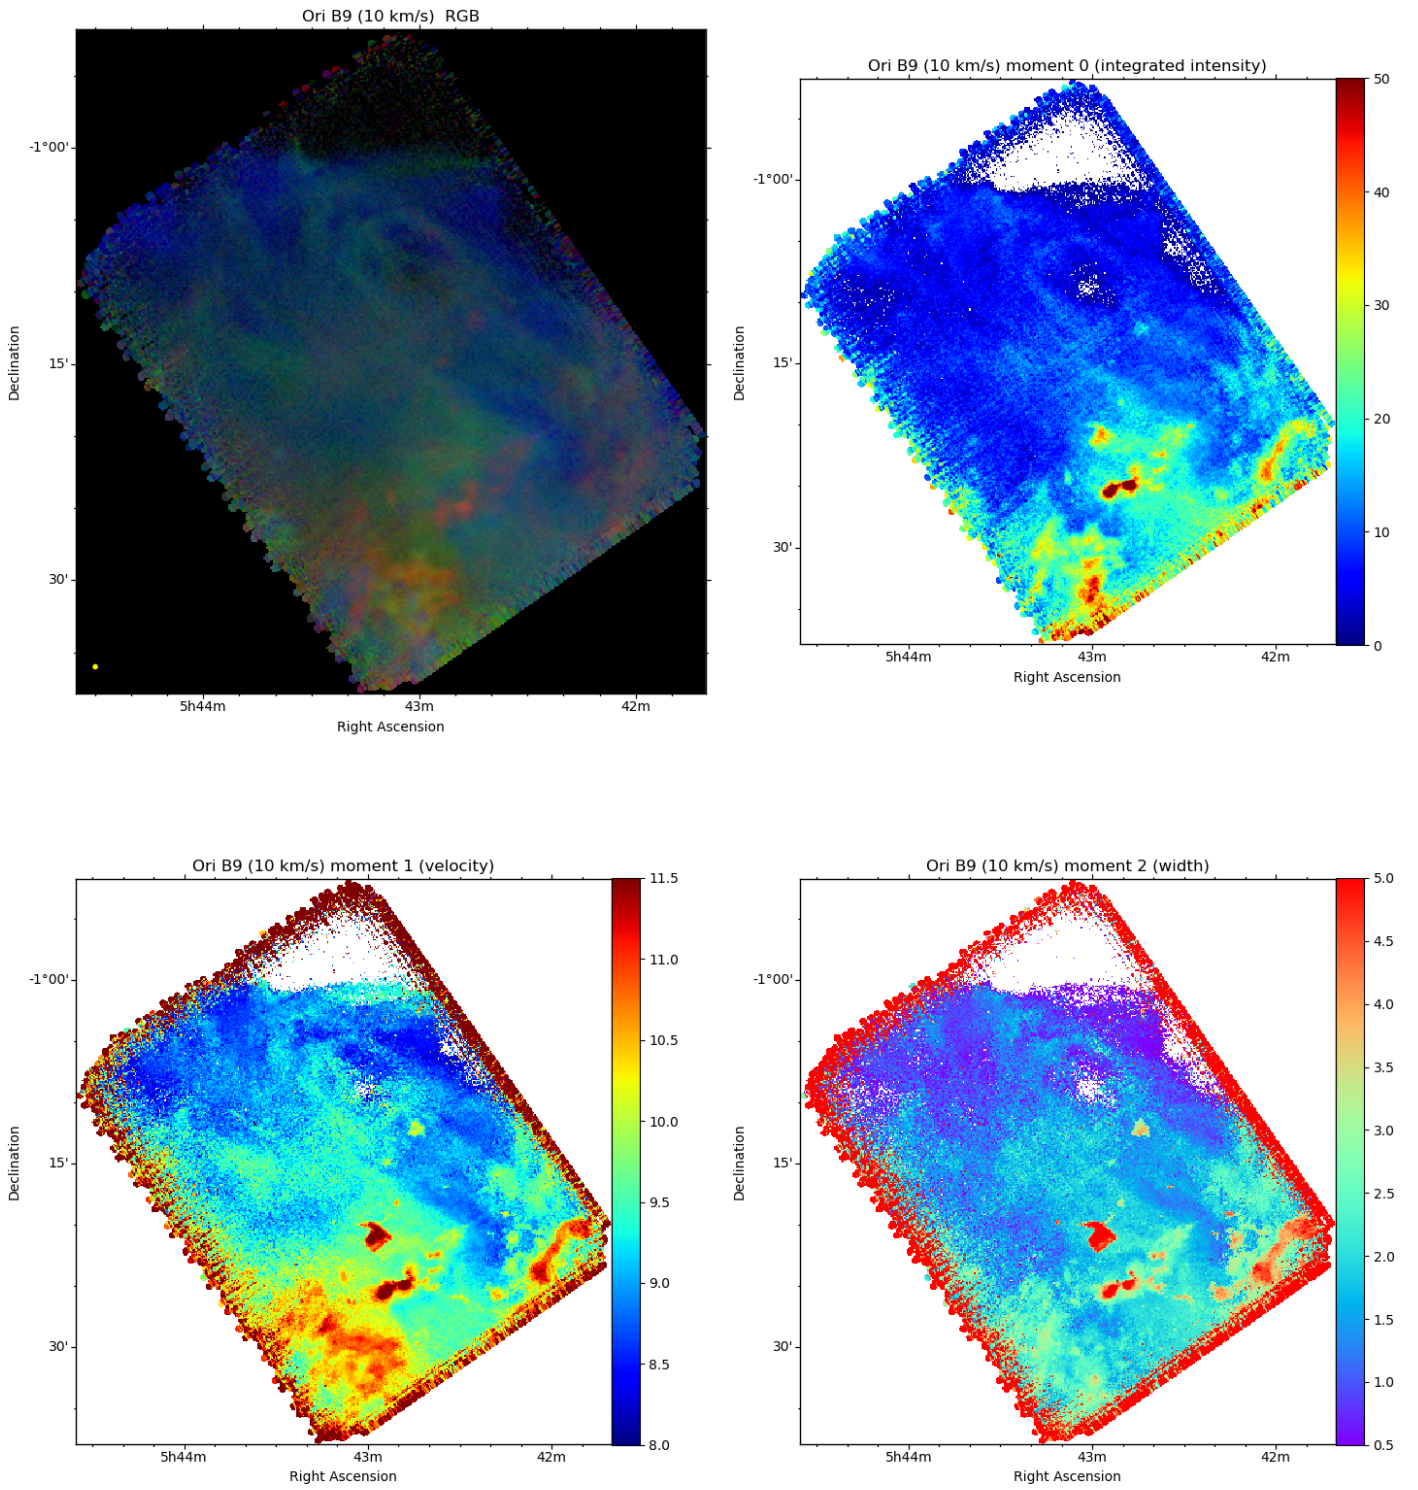 Ori B9 (10 km/s)  RGB
-1°00'
15'
30'
Declination
5h44m
43m
42m
Right Ascension
Ori B9 (10 km/s) moment 0 (integrated intensity)
-1°00'
15'
30'
Declination
5h44m
43m
42m
Right Ascension
50
40
30
20
10
0
Ori B9 (10 km/s) moment 1 (velocity)
-1°00'
15'
30'
Declination
5h44m
43m
42m
Right Ascension
11.5
11.0
10.5
10.0
9.5
9.0
8.5
8.0
Ori B9 (10 km/s) moment 2 (width)
-1°00'
15'
30'
Declination
5h44m
43m
42m
Right Ascension
5.0
4.5
4.0
3.5
3.0
2.5
2.0
1.5
1.0
0.5